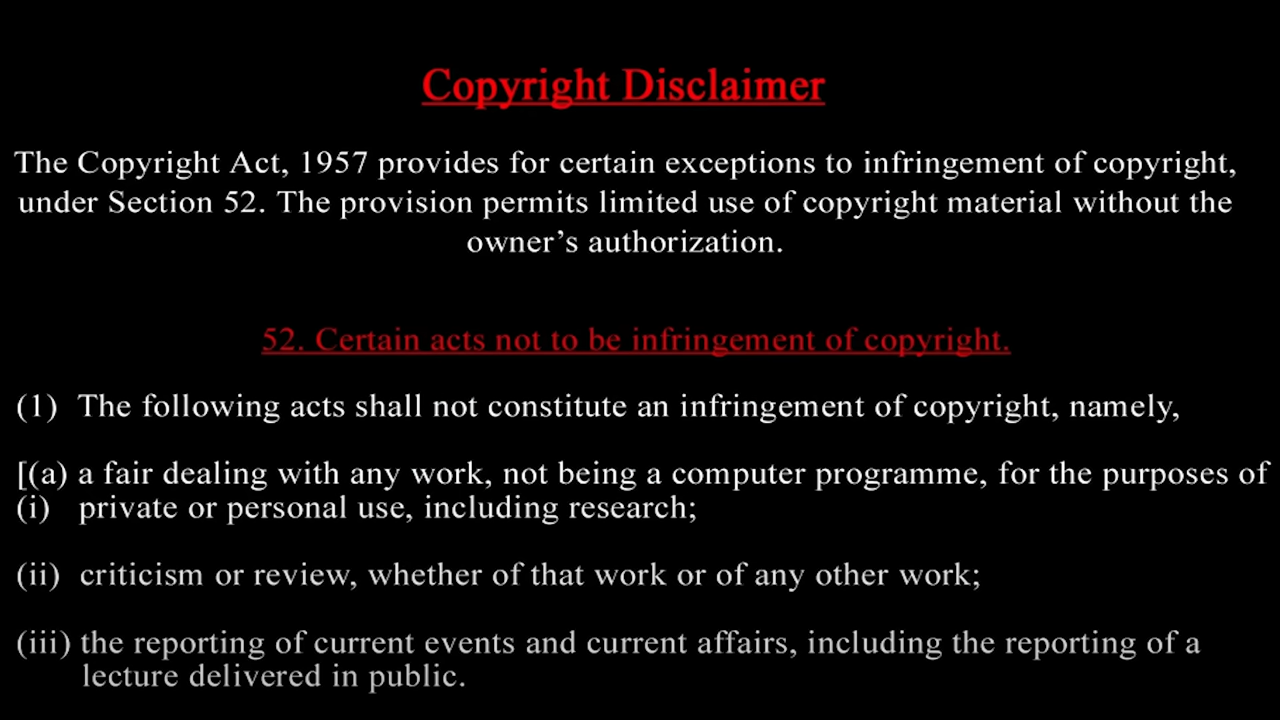 Copyright Disclaimer
The Copyright Act, 1957 provides for certain exceptions to infringement of copyright,
under Section 52. The provision permits limited use of copyright material without the
owner’s authorization.
52. Certain acts not to be infringement of copyright.
(1) The following acts shall not constitute an infringement of copyright, namely,
[(a) a fair dealing with any work, not being a computer programme, for the purposes of
(i) private or personal use, including research;
(ii) criticism or review, whether of that work or of any other work;
(iii) the reporting of current events and current affairs, including the reporting of a
lecture delivered in public.